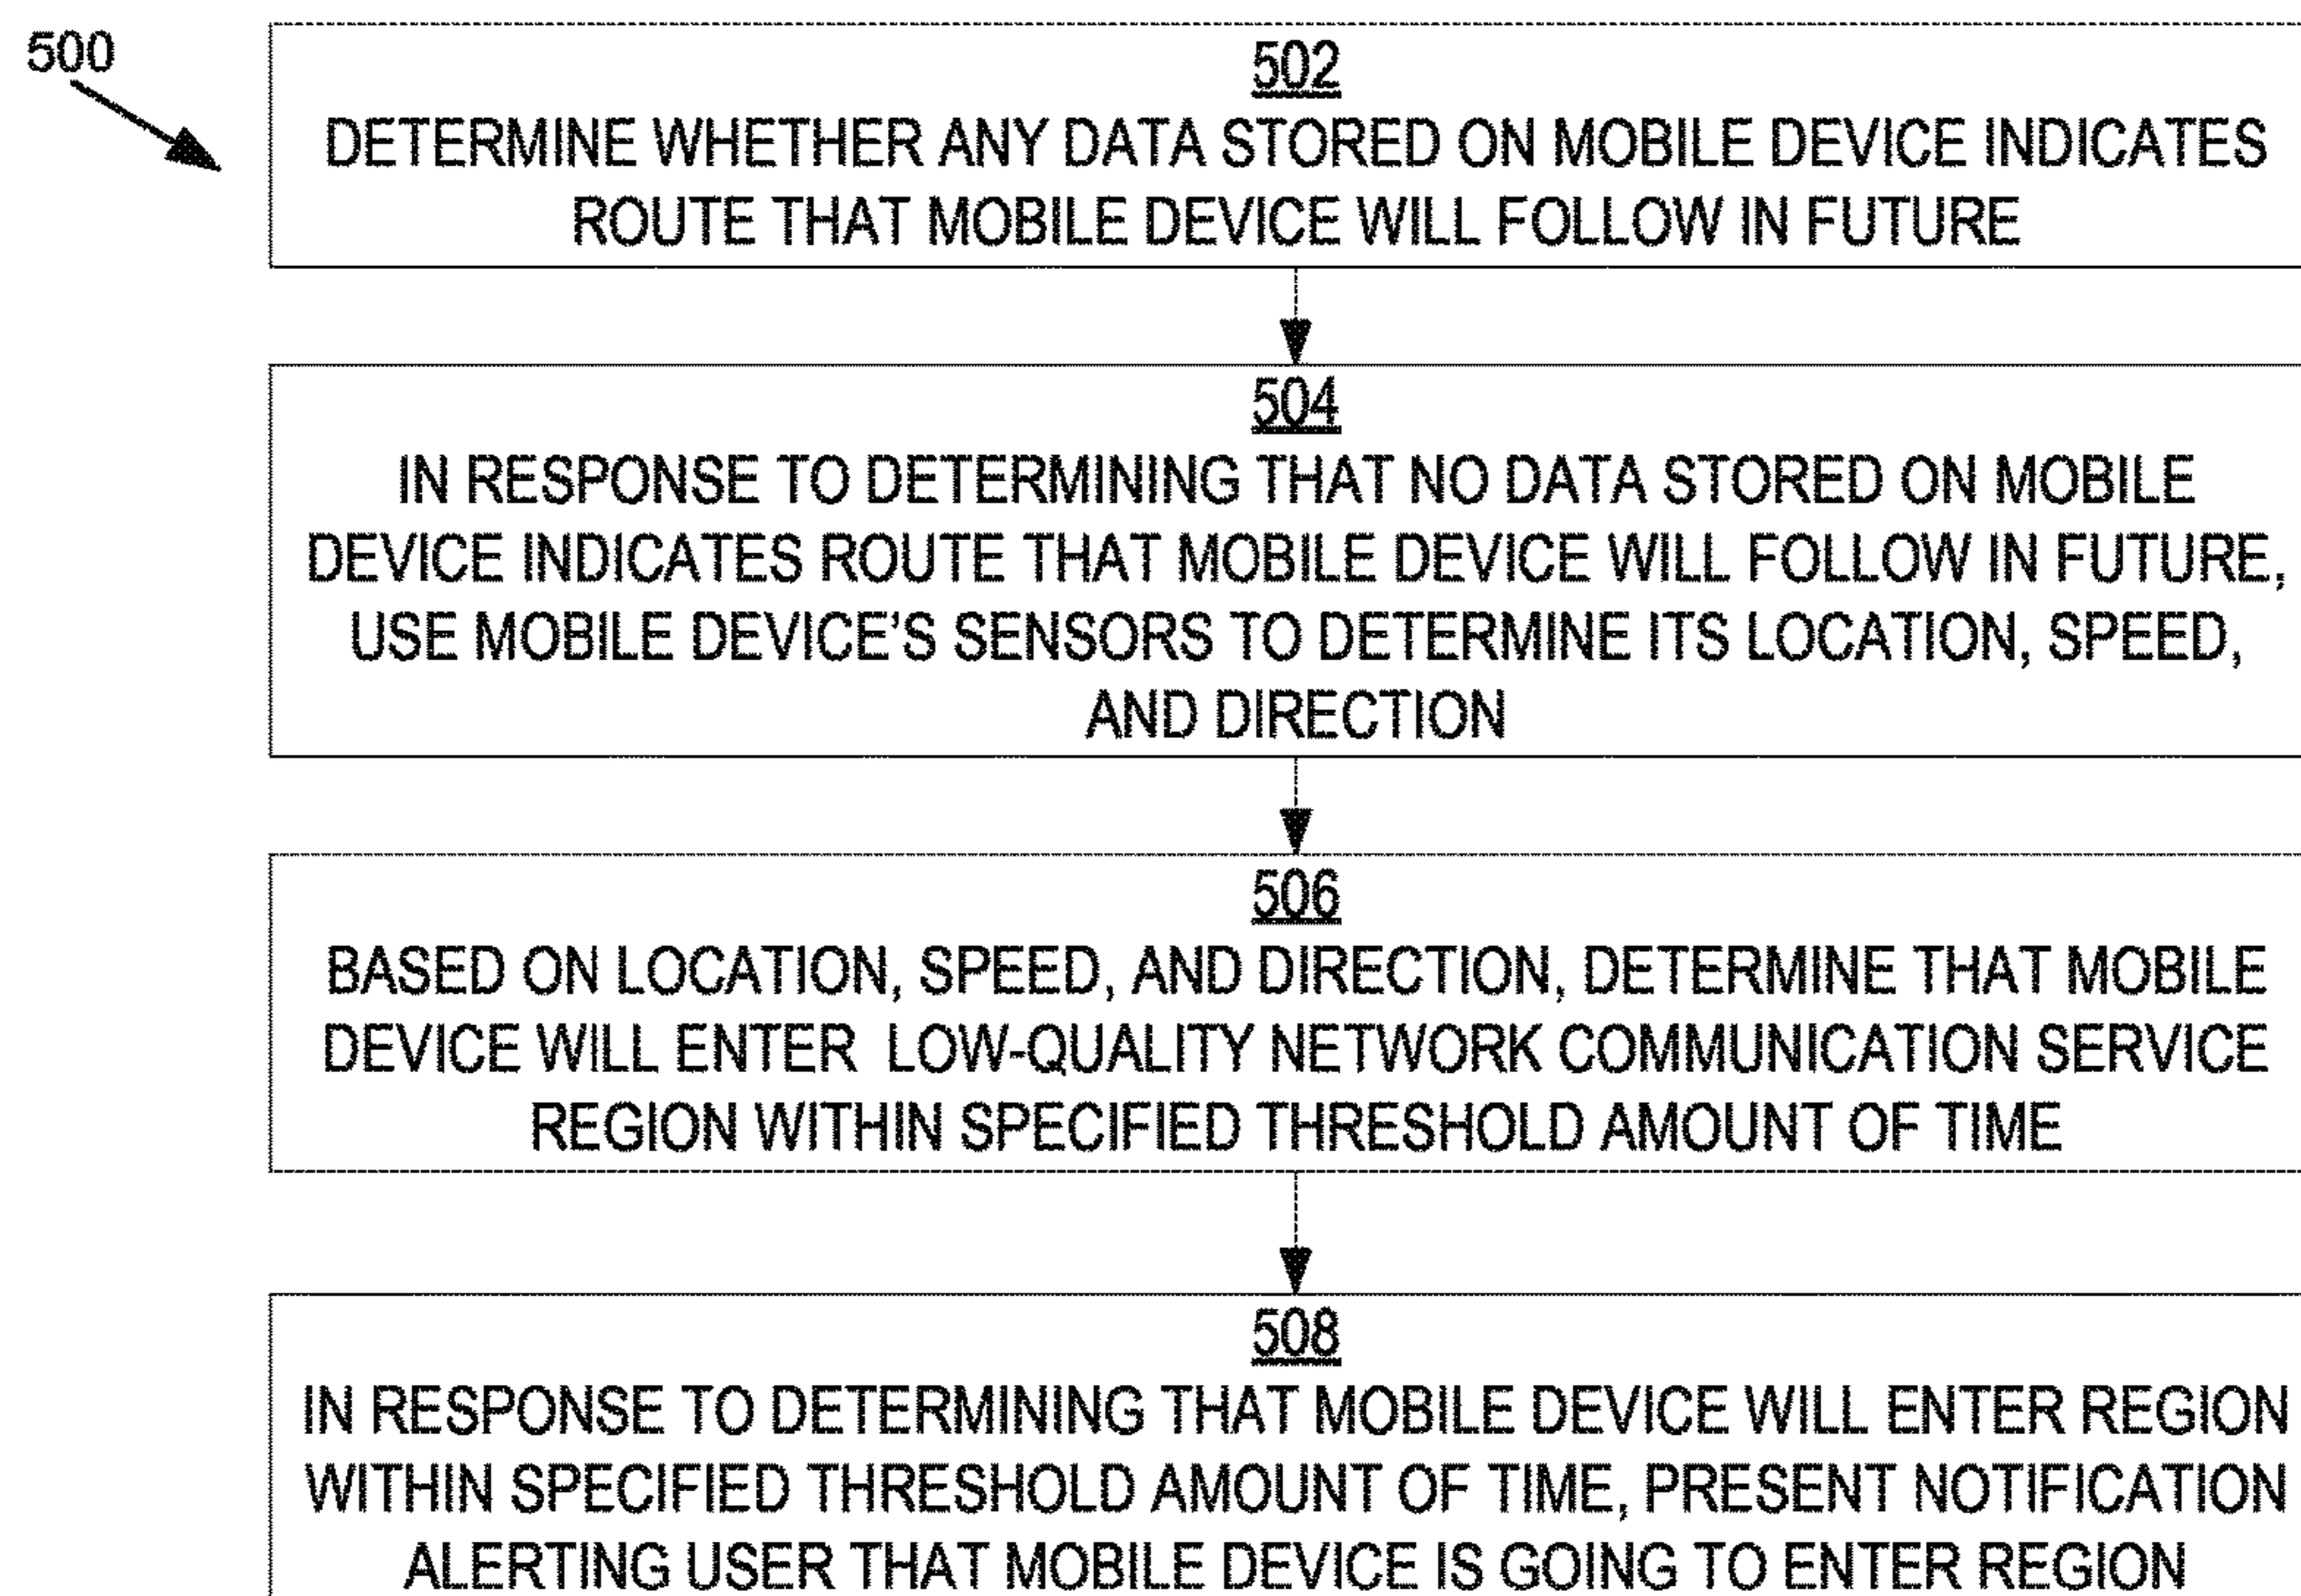 500
502
DETERMINE WHETHER ANY DATA STORED ON MOBILE DEVICE INDICATES
ROUTE THAT MOBILE DEVICE WILL FOLLOW IN FUTURE
504
IN RESPONSE TO DETERMINING THAT NO DATA STORED ON MOBILE
DEVICE INDICATES ROUTE THAT MOBILE DEVICE WILL FOLLOW IN FUTURE,
USE MOBILE DEVICE'S SENSORS TO DETERMINE ITS LOCATION, SPEED,
AND DIRECTION
506
BASED ON LOCATION, SPEED, AND DIRECTION, DETERMINE THAT MOBILE
DEVICE WILL ENTER LOW-QUALITY NETWORK COMMUNICATION SERVICE
REGION WITHIN SPECIFIED THRESHOLD AMOUNT OF TIME
508
IN RESPONSE TO DETERMINING THAT MOBILE DEVICE WILL ENTER REGION
WITHIN SPECIFIED THRESHOLD AMOUNT OF TIME, PRESENT NOTIFICATION
ALERTING USER THAT MOBILE DEVICE IS GOING TO ENTER REGION